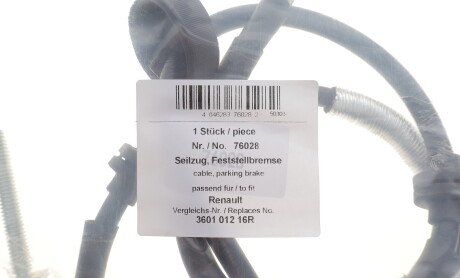 4 046283 76028 2 90301
1 Stück / piece
Nr. / No. 76028
Seilzug, Feststellbremse
cable, parking brake
passend für / to fit
Renault
Vergleichs-Nr. / Replaces No.
3601 012 16R